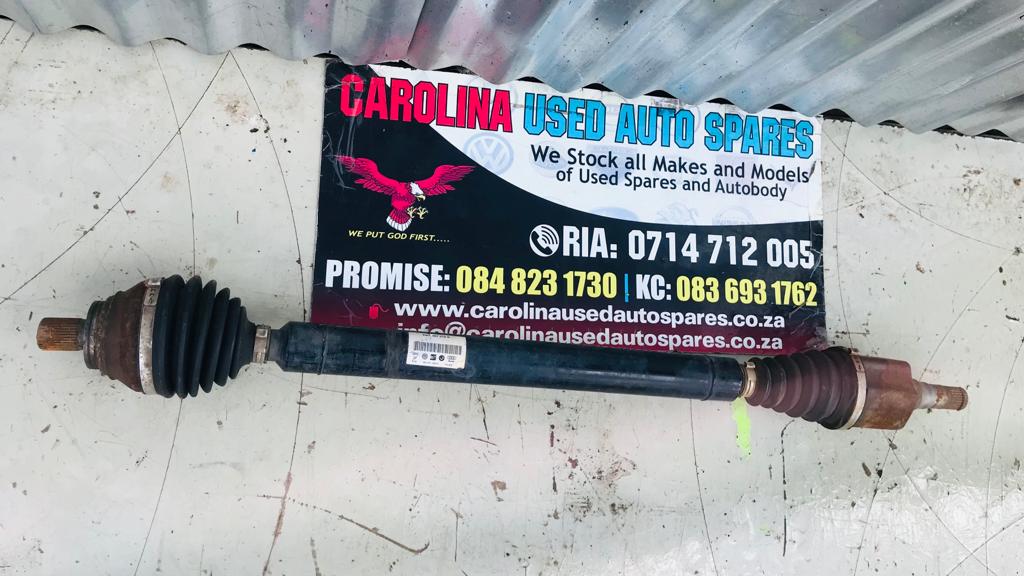 CAROLINA USED AUTO SPARES
We Stock all Makes and Models
of Used Spares and Autobody
WE PUT GOD FIRST.....
RIA: 0714 712 005
PROMISE: 084 823 1730 | KC: 083 693 1762
www.carolinausedautospares.co.za
info@carolinausedautospares.co.za